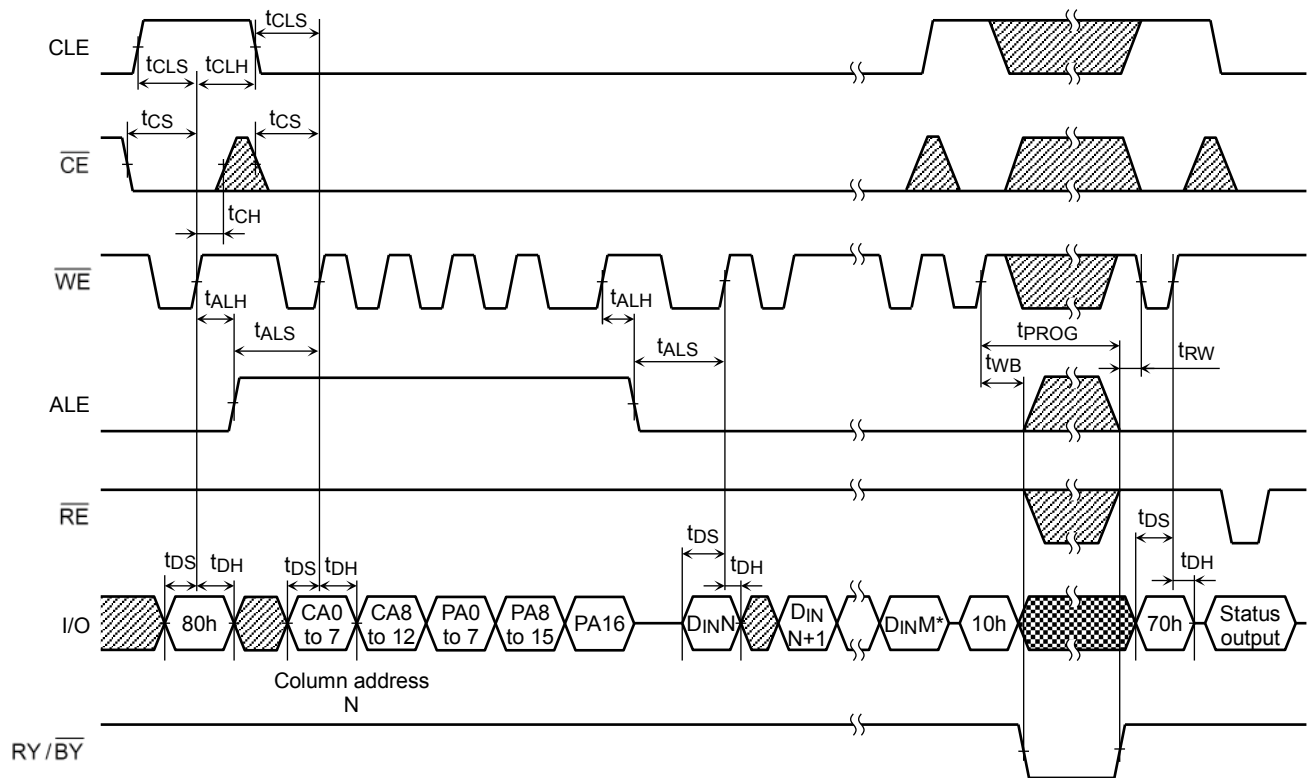 tCLS
CLE
tCLS tCLH
tCS tCS
CE
tCH
WE
tALH tALH
tALS tPROG
tALS tRW
tWB
ALE
RE
tDS tDH tDS tDH tDS tDH tDS tDH
I/O 80h CA0 to 7 CA8 to 12 PA0 to 7 PA8 to 15 PA16 DINN DIN N+1 DINM* 10h 70h Status output
Column address
N
RY / BY